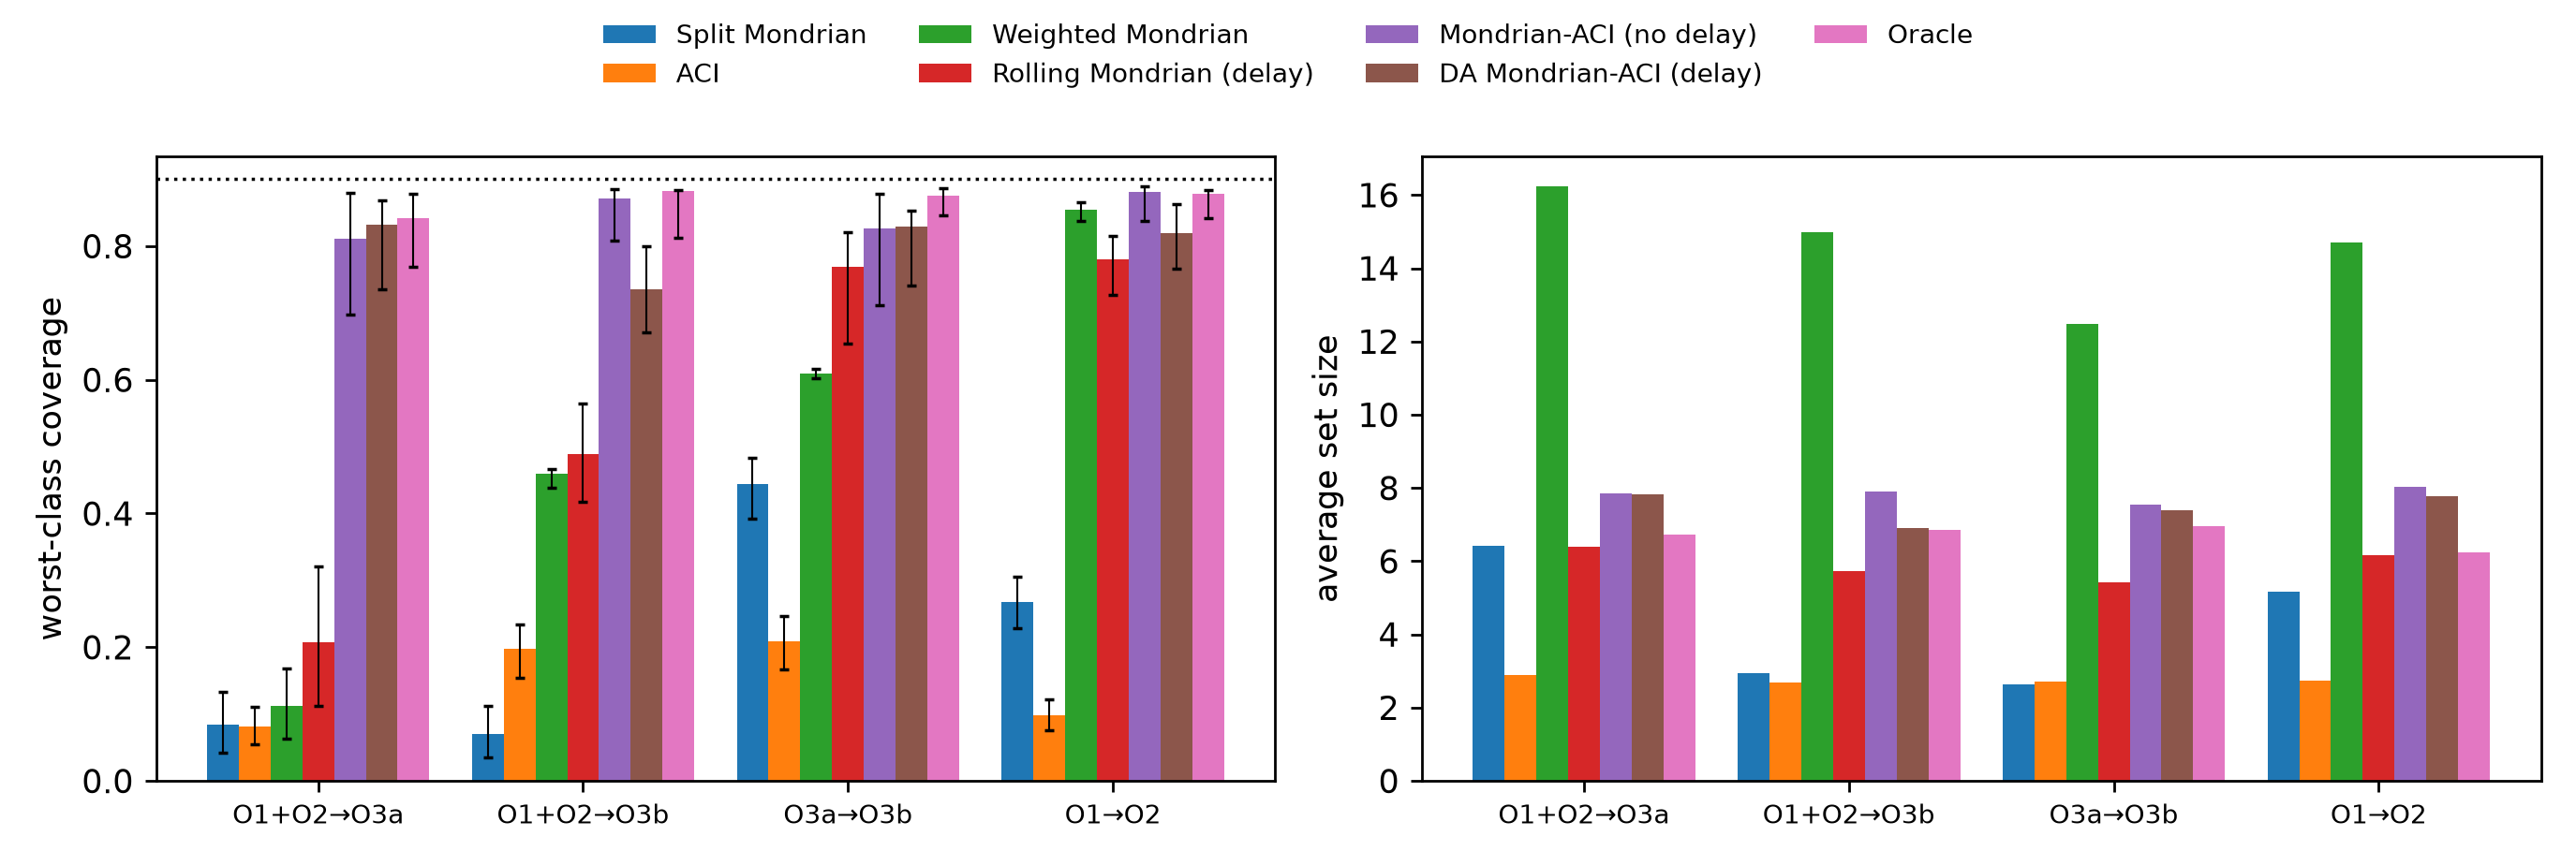 Split Mondrian
ACI
Weighted Mondrian
Rolling Mondrian (delay)
Mondrian-ACI (no delay)
DA Mondrian-ACI (delay)
Oracle
worst-class coverage
0.8
0.6
0.4
0.2
0.0
O1+O2→O3a
O1+O2→O3b
O3a→O3b
O1→O2
average set size
16
14
12
10
8
6
4
2
0
O1+O2→O3a
O1+O2→O3b
O3a→O3b
O1→O2